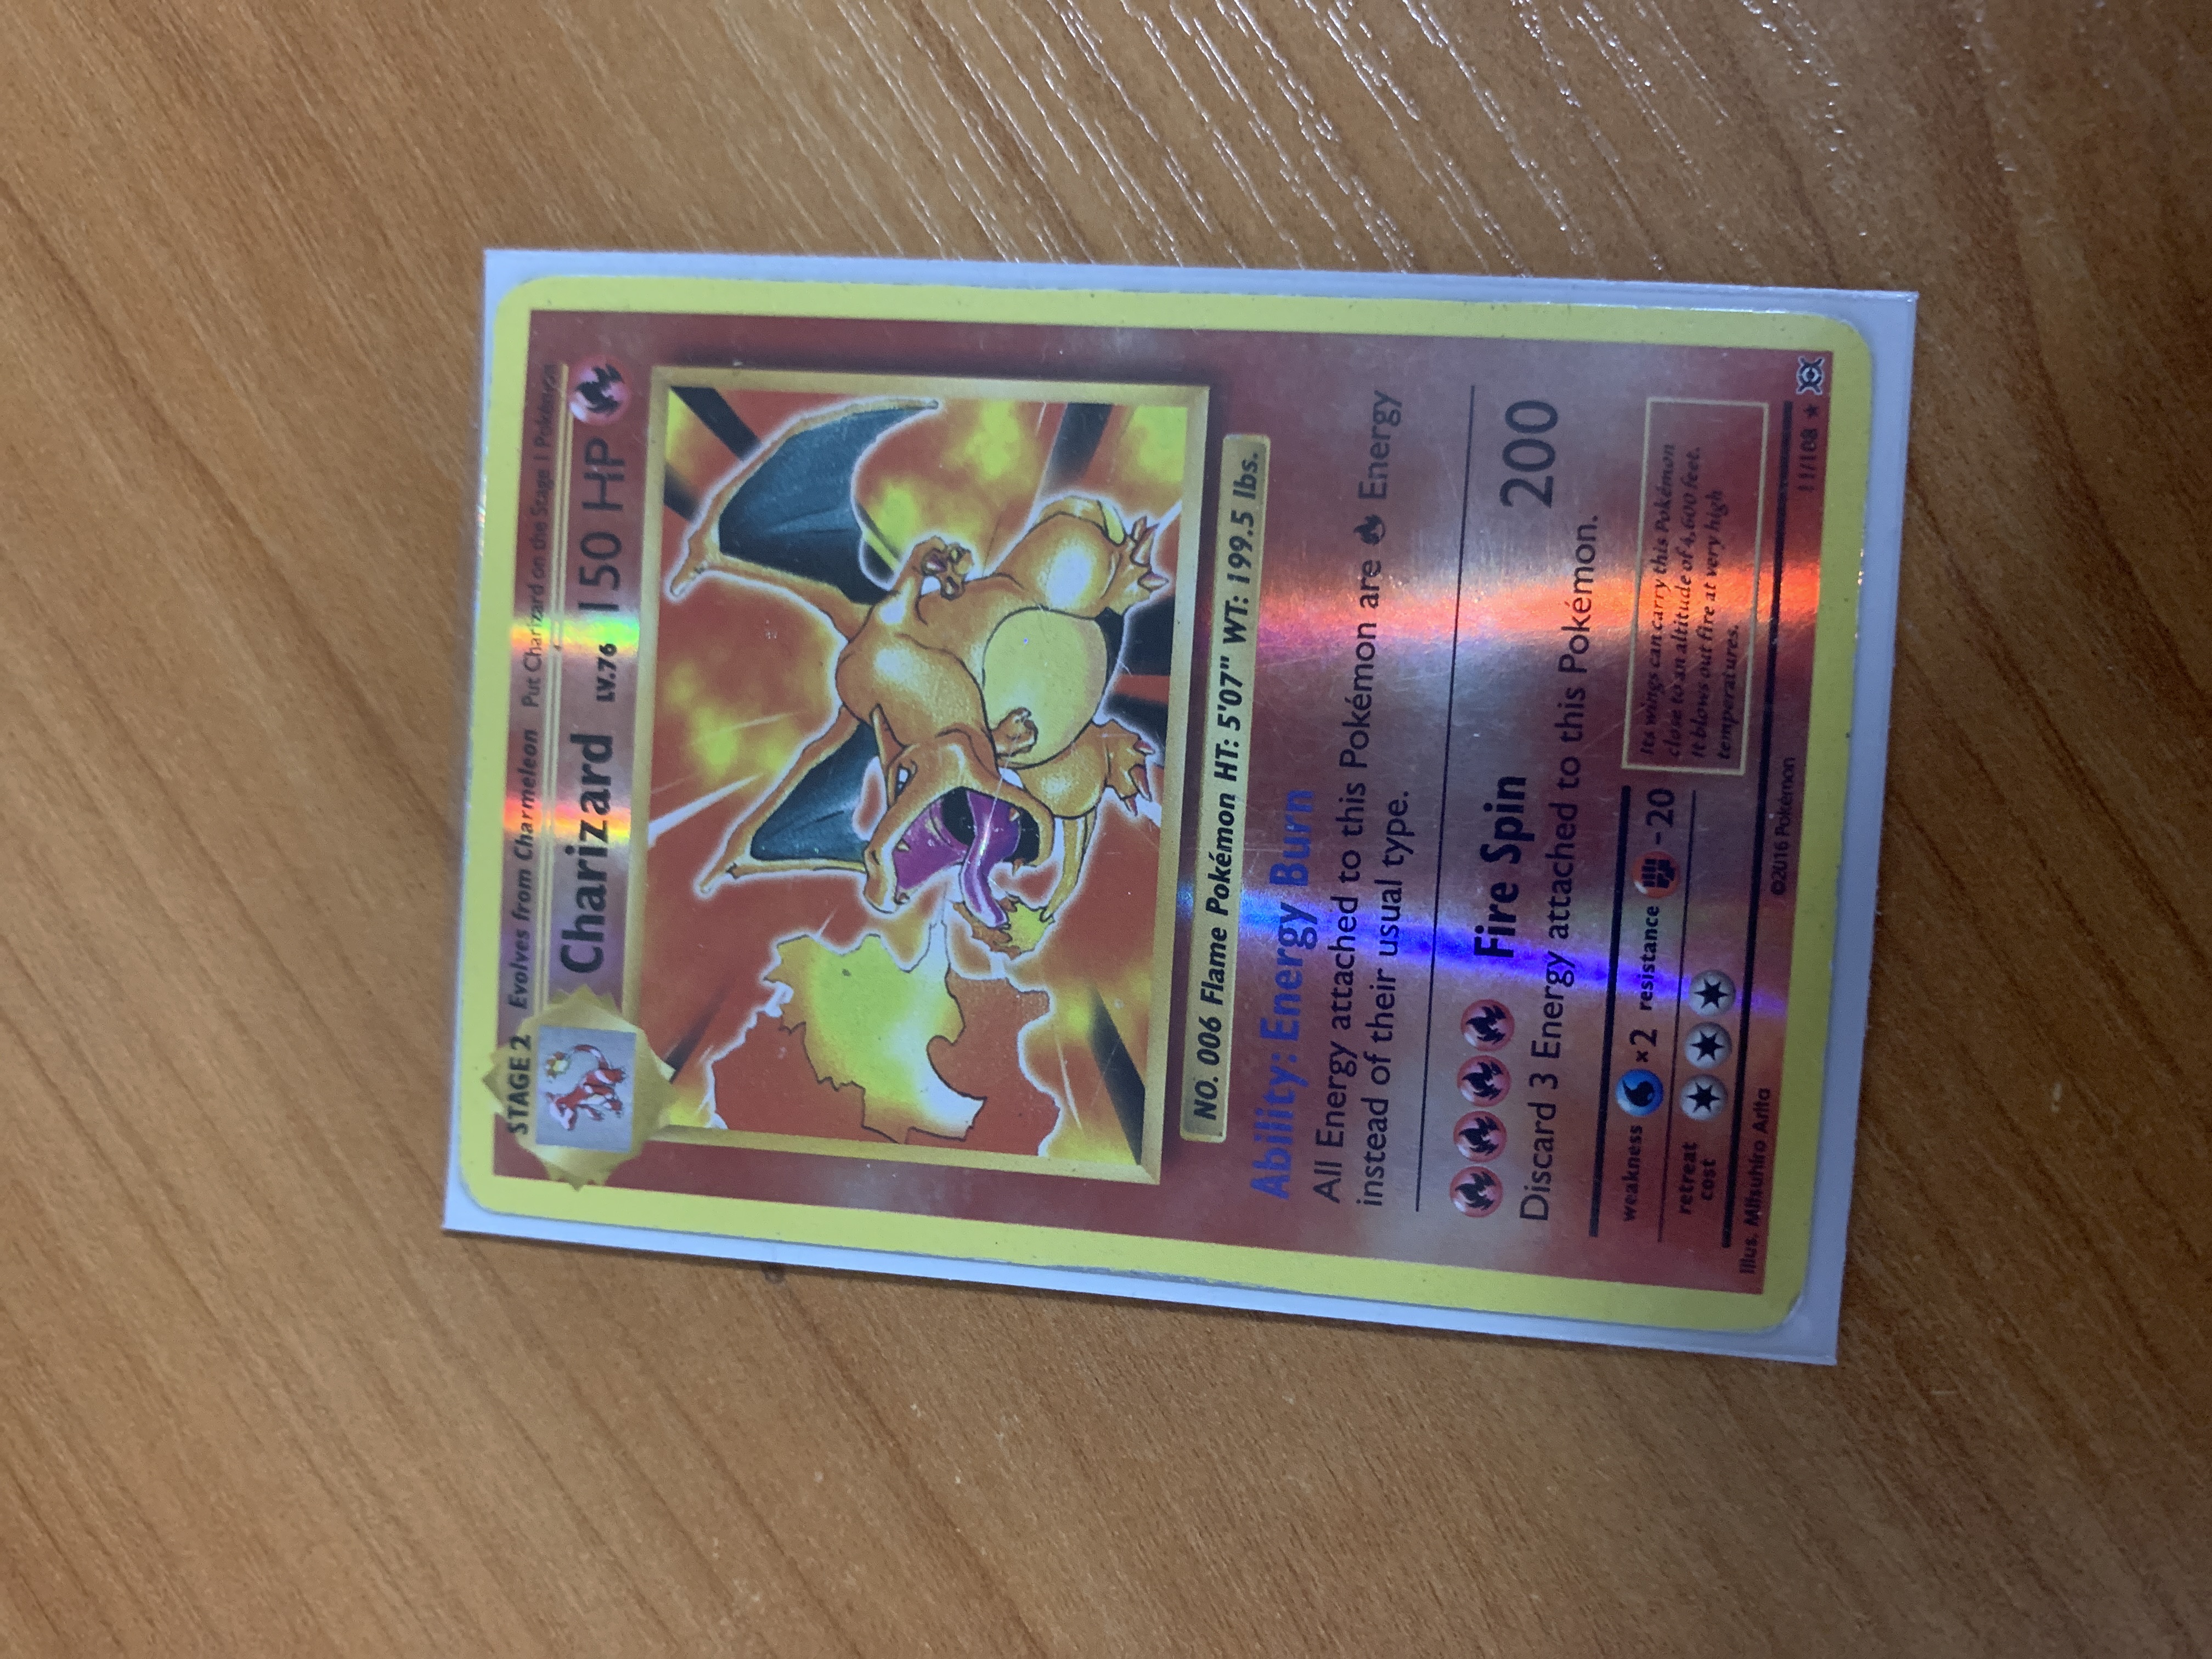 STAGE 2 Evolves from Charmeleon Put Charizard on the Stage 1 Pokémon
Charizard LV.76 150 HP
NO. 006 Flame Pokémon HT: 5'07" WT: 199.5 lbs.
Ability: Energy Burn
All Energy attached to this Pokémon are Energy
instead of their usual type.
Fire Spin 200
Discard 3 Energy attached to this Pokémon.
weakness ×2 resistance -20
retreat
cost
Its wings can carry this Pokémon
close to an altitude of 4,600 feet.
It blows out fire at very high
temperatures.
Illus. Mitsuhiro Arita ©2016 Pokémon 11/108 ★